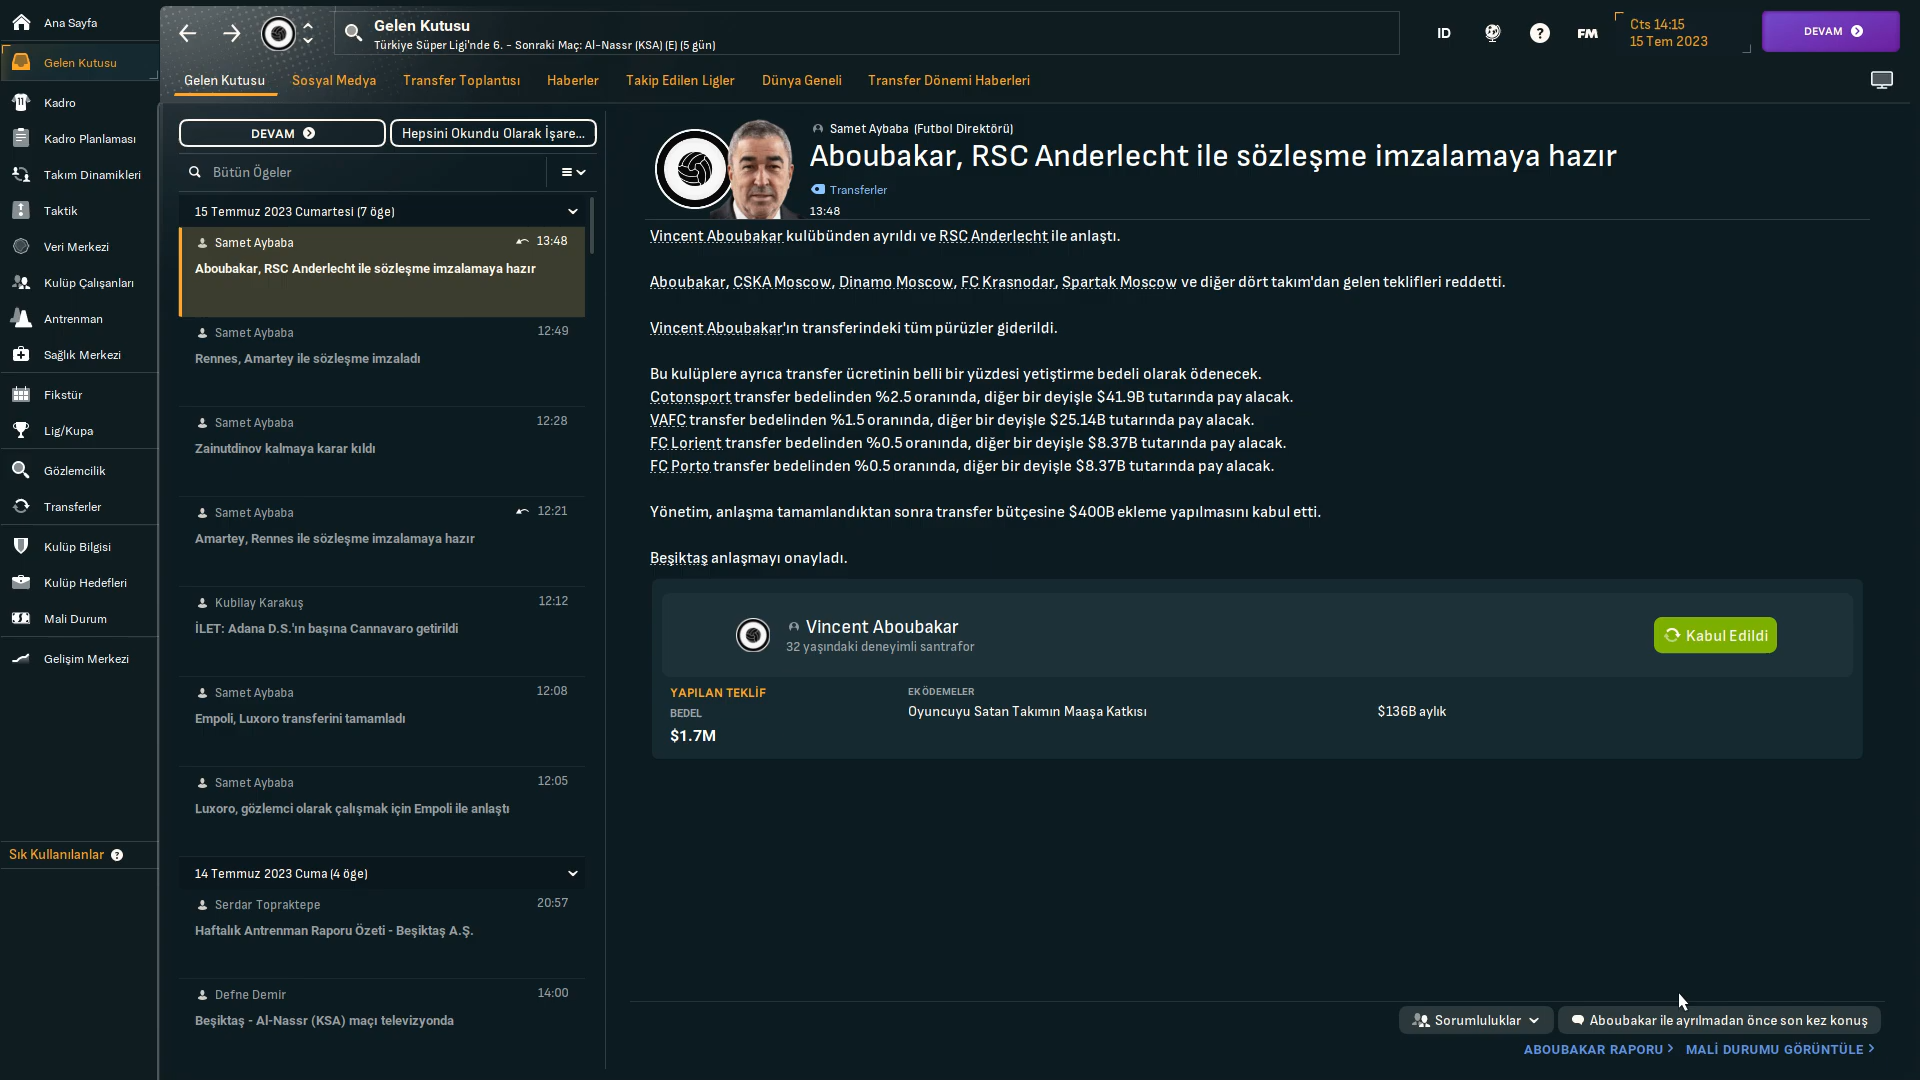 Ana Sayfa
Gelen Kutusu
Kadro
Kadro Planlaması
Takım Dinamikleri
Taktik
Veri Merkezi
Kulüp Çalışanları
Antrenman
Sağlık Merkezi
Fikstür
Lig/Kupa
Gözlemcilik
Transferler
Kulüp Bilgisi
Kulüp Hedefleri
Mali Durum
Gelişim Merkezi
Sık Kullanılanlar ?
Gelen Kutusu
Türkiye Süper Ligi'nde 6. - Sonraki Maç: Al-Nassr (KSA) (E) (5 gün)
ID
?
FM
Cts 14:15
15 Tem 2023
DEVAM
Gelen Kutusu Sosyal Medya Transfer Toplantısı Haberler Takip Edilen Ligler Dünya Geneli Transfer Dönemi Haberleri
DEVAM
Hepsini Okundu Olarak İşare...
Bütün Ögeler
15 Temmuz 2023 Cumartesi (7 öge)
Samet Aybaba 13:48
Aboubakar, RSC Anderlecht ile sözleşme imzalamaya hazır
Samet Aybaba 12:49
Rennes, Amartey ile sözleşme imzaladı
Samet Aybaba 12:28
Zainutdinov kalmaya karar kıldı
Samet Aybaba 12:21
Amartey, Rennes ile sözleşme imzalamaya hazır
Kubilay Karakuş 12:12
İLET: Adana D.S.'ın başına Cannavaro getirildi
Samet Aybaba 12:08
Empoli, Luxoro transferini tamamladı
Samet Aybaba 12:05
Luxoro, gözlemci olarak çalışmak için Empoli ile anlaştı
14 Temmuz 2023 Cuma (4 öge)
Serdar Topraktepe 20:57
Haftalık Antrenman Raporu Özeti - Beşiktaş A.Ş.
Defne Demir 14:00
Beşiktaş - Al-Nassr (KSA) maçı televizyonda
Samet Aybaba (Futbol Direktörü)
Aboubakar, RSC Anderlecht ile sözleşme imzalamaya hazır
Transferler
13:48
Vincent Aboubakar kulübünden ayrıldı ve RSC Anderlecht ile anlaştı.
Aboubakar, CSKA Moscow, Dinamo Moscow, FC Krasnodar, Spartak Moscow ve diğer dört takım'dan gelen teklifleri reddetti.
Vincent Aboubakar'ın transferindeki tüm pürüzler giderildi.
Bu kulüplere ayrıca transfer ücretinin belli bir yüzdesi yetiştirme bedeli olarak ödenecek.
Cotonsport transfer bedelinden %2.5 oranında, diğer bir deyişle $41.9B tutarında pay alacak.
VAFC transfer bedelinden %1.5 oranında, diğer bir deyişle $25.14B tutarında pay alacak.
FC Lorient transfer bedelinden %0.5 oranında, diğer bir deyişle $8.37B tutarında pay alacak.
FC Porto transfer bedelinden %0.5 oranında, diğer bir deyişle $8.37B tutarında pay alacak.
Yönetim, anlaşma tamamlandıktan sonra transfer bütçesine $400B ekleme yapılmasını kabul etti.
Beşiktaş anlaşmayı onayladı.
Vincent Aboubakar
32 yaşındaki deneyimli santrafor
Kabul Edildi
YAPILAN TEKLİF
BEDEL
$1.7M
EK ÖDEMELER
Oyuncuyu Satan Takımın Maaşa Katkısı $136B aylık
Sorumluluklar
Aboubakar ile ayrılmadan önce son kez konuş
ABOUBAKAR RAPORU
MALİ DURUMU GÖRÜNTÜLE